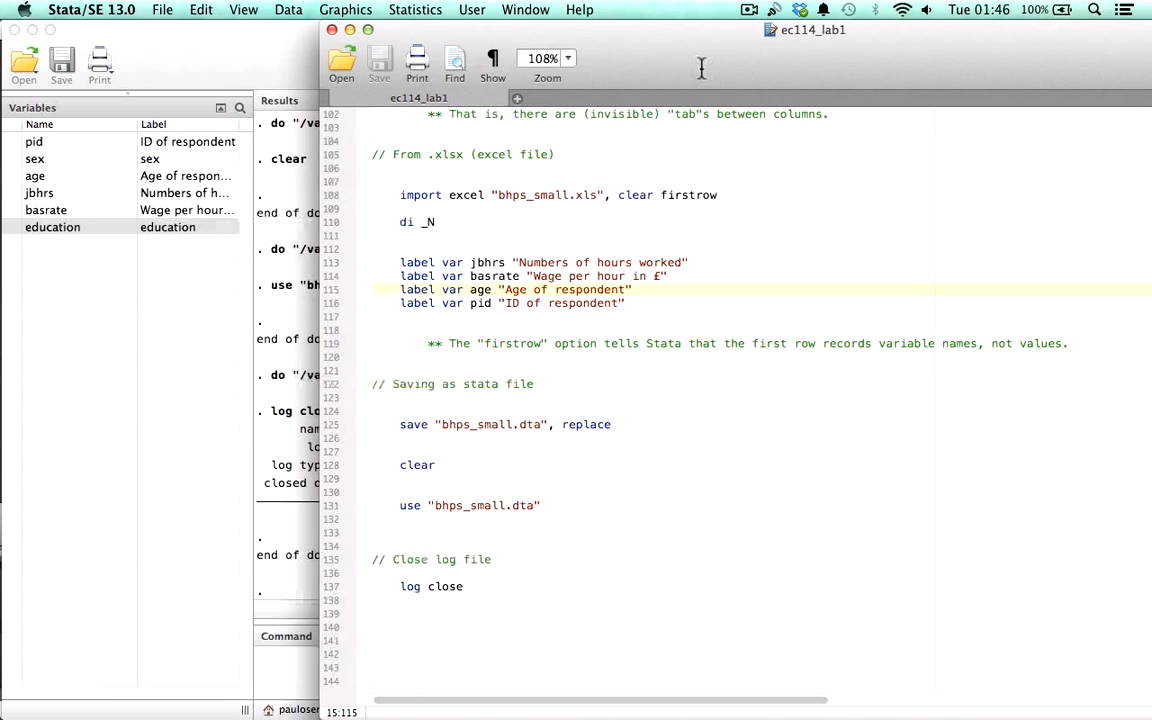 Stata/SE 13.0 File Edit View Data Graphics Statistics User Window Help Tue 01:46 100%
ec114_lab1
Open Save Print
Open Save Print Find Show 108% Zoom
Variables
Name Label
pid ID of respondent
sex sex
age Age of respon...
jbhrs Numbers of h...
basrate Wage per hour...
education education
Results
. do "/va
. clear
.
end of do
. do "/va
. use "bh
.
end of do
. do "/va
. log clo
nam
lo
log typ
closed o
.
end of do
.
Command
pauloser
ec114_lab1
102 ** That is, there are (invisible) "tab"s between columns.
103
104
105 // From .xlsx (excel file)
106
107
108 import excel "bhps_small.xls", clear firstrow
109
110 di _N
111
112
113 label var jbhrs "Numbers of hours worked"
114 label var basrate "Wage per hour in £"
115 label var age "Age of respondent"
116 label var pid "ID of respondent"
117
118
119 ** The "firstrow" option tells Stata that the first row records variable names, not values.
120
121
122 // Saving as stata file
123
124
125 save "bhps_small.dta", replace
126
127
128 clear
129
130
131 use "bhps_small.dta"
132
133
134
135 // Close log file
136
137 log close
138
139
140
141
142
143
144
15:115